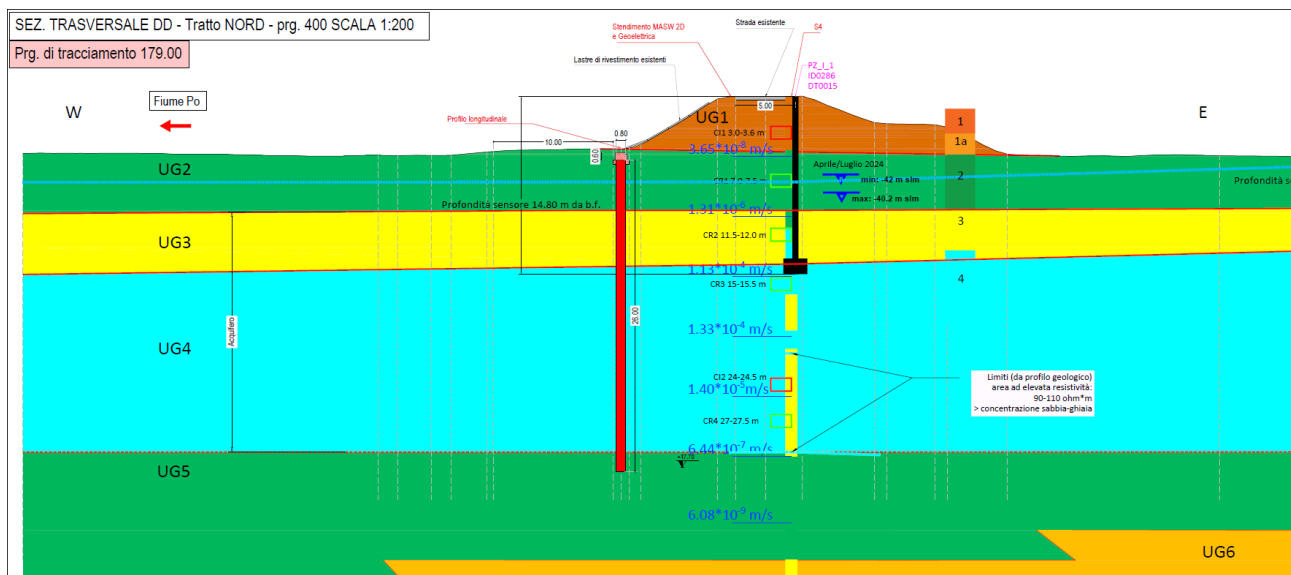 SEZ. TRASVERSALE DD - Tratto NORD - prg. 400 SCALA 1:200
Prg. di tracciamento 179.00
Stendimento MASW 2D
e Geoelettrica
Strada esistente
S4
Lastre di rivestimento esistenti
PZ_I_1
ID0286
DT0015
W
Fiume Po
E
Profilo longitudinale
5.00
UG1
1
0.80
CI1 3.0-3.6 m
1a
10.00
3.65*10⁻⁸ m/s
0.60
UG2
Aprile/Luglio 2024
2
min: -42 m slm
Profondità s
max: -40.2 m slm
Profondità sensore 14.80 m da b.f.
1.31*10⁻⁶ m/s
3
UG3
CR2 11.5-12.0 m
1.13*10⁻⁴ m/s
4
CR3 15-15.5 m
26.00
Acquifero
1.33*10⁻⁴ m/s
UG4
CI2 24-24.5 m
1.40*10⁻⁵ m/s
Limiti (da profilo geologico)
area ad elevata resistività:
90-110 ohm*m
> concentrazione sabbia-ghiaia
CR4 27-27.5 m
6.44*10⁻⁷ m/s
UG5
6.08*10⁻⁹ m/s
UG6